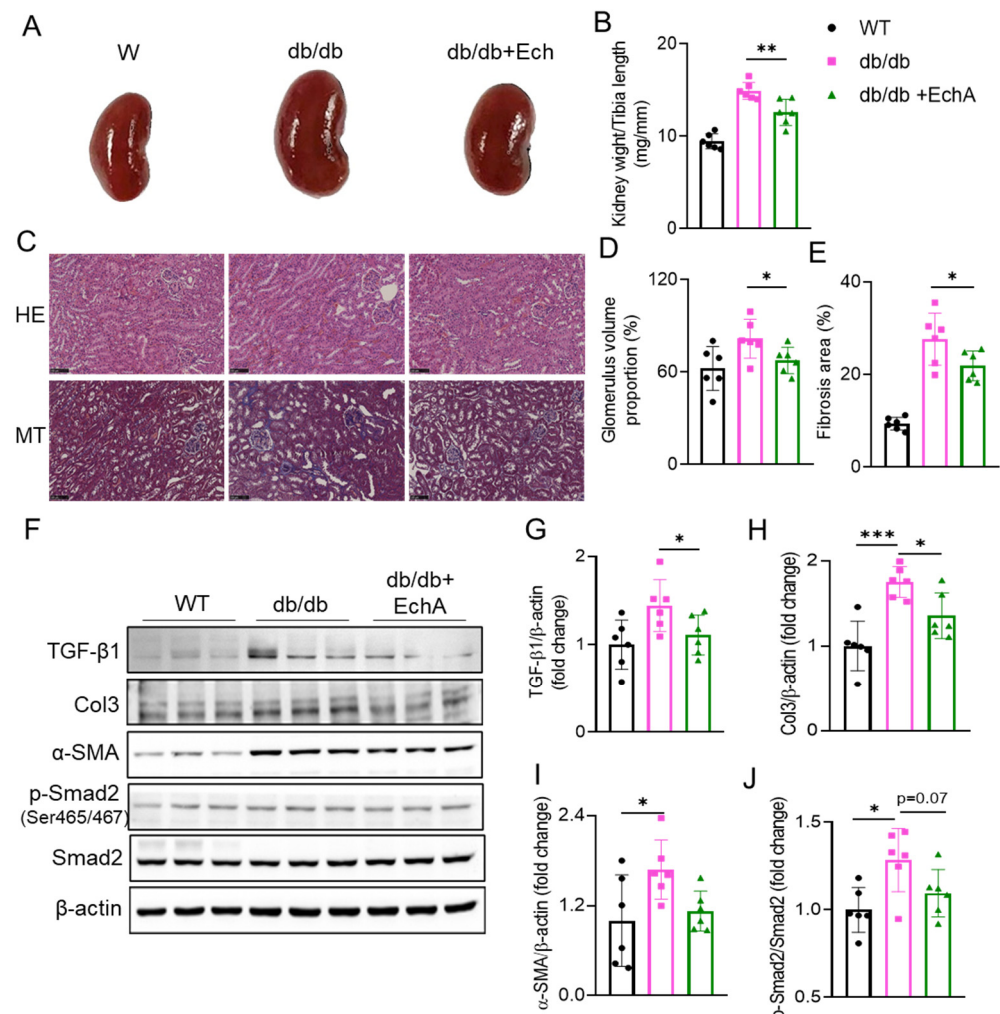 A
W
db/db
db/db+Ech
B
Kidney wight/Tibia length
(mg/mm)
20
10
0
**
WT
db/db
db/db +EchA
C
HE
MT
D
Glomerulus volume
proportion (%)
120
60
0
*
E
Fibrosis area (%)
40
20
0
*
F
WT
db/db
db/db+
EchA
TGF-β1
Col3
α-SMA
p-Smad2
(Ser465/467)
Smad2
β-actin
G
TGF-β1/β-actin
(fold change)
2
1
0
*
H
Col3/β-actin (fold change)
2
1
0
***
*
I
α-SMA/β-actin (fold change)
2.4
1.2
0.0
*
J
p-Smad2/Smad2 (fold change)
1.5
1.0
0.5
*
p=0.07